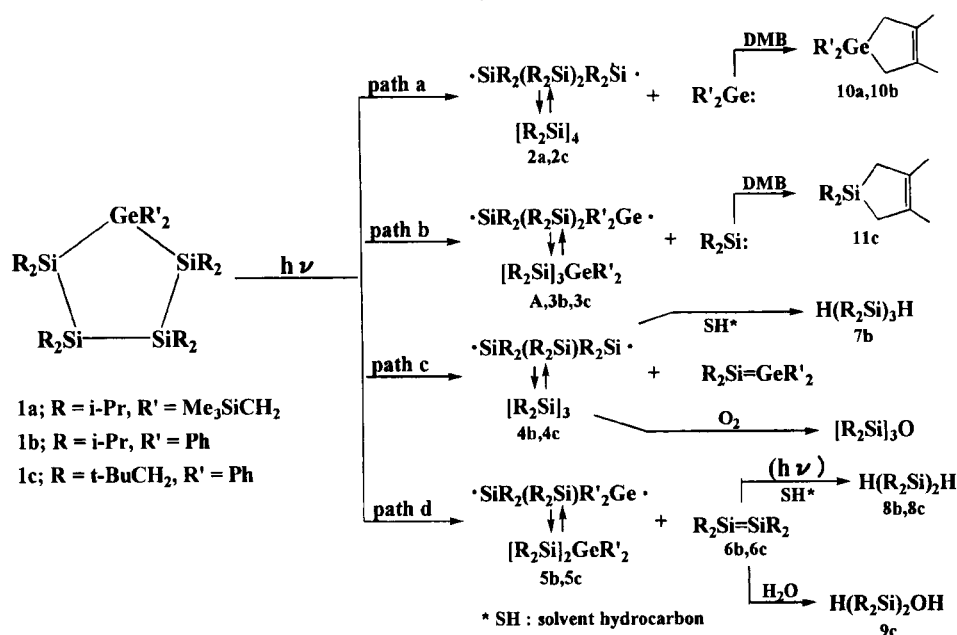 path a
·SiR₂(R₂Si)₂R₂Si· + R'₂Ge:
[R₂Si]₄
2a,2c
DMB
R'₂Ge
10a,10b
path b
·SiR₂(R₂Si)₂R'₂Ge· + R₂Si:
[R₂Si]₃GeR'₂
A,3b,3c
DMB
R₂Si
11c
GeR'₂
R₂Si SiR₂
R₂Si SiR₂
hν
path c
·SiR₂(R₂Si)R₂Si· + R₂Si=GeR'₂
[R₂Si]₃
4b,4c
SH*
H(R₂Si)₃H
7b
O₂
[R₂Si]₃O
1a; R = i-Pr, R' = Me₃SiCH₂
1b; R = i-Pr, R' = Ph
1c; R = t-BuCH₂, R' = Ph
path d
·SiR₂(R₂Si)R'₂Ge· + R₂Si=SiR₂
6b,6c
[R₂Si]₂GeR'₂
5b,5c
(hν)
SH*
H(R₂Si)₂H
8b,8c
H₂O
H(R₂Si)₂OH
9c
* SH : solvent hydrocarbon